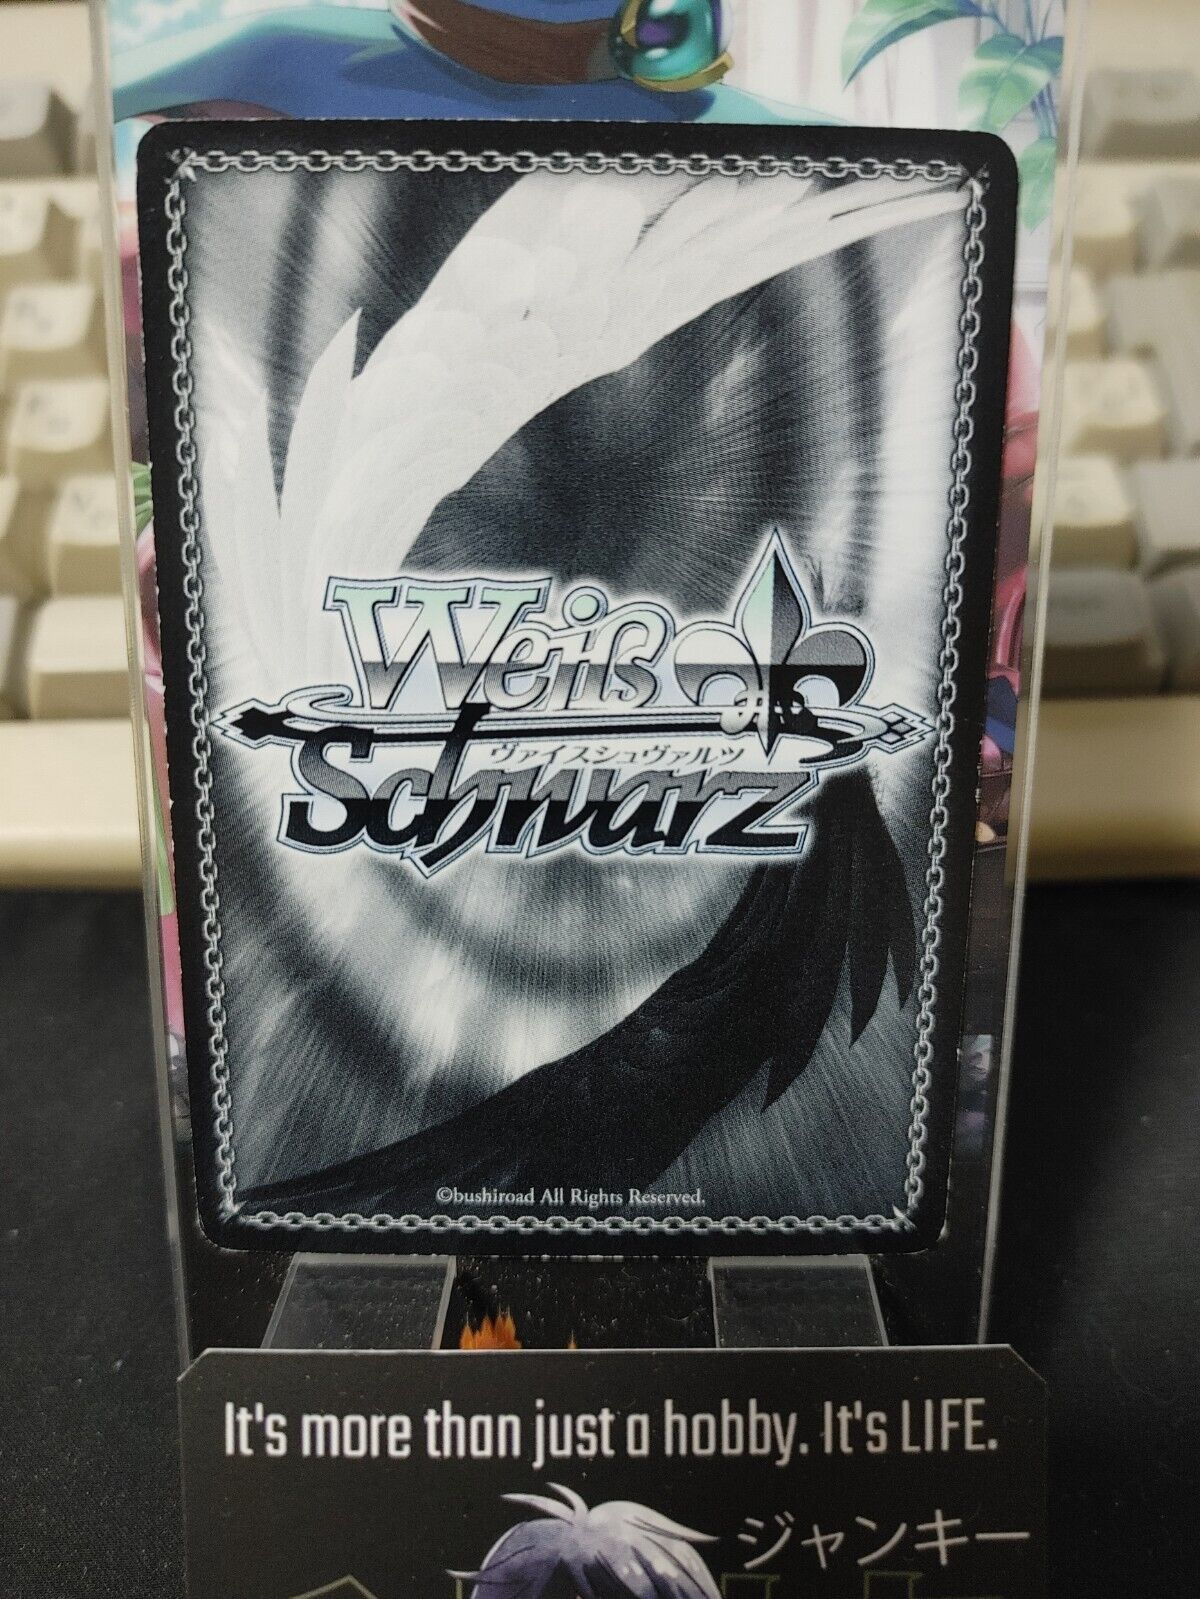 Weiß
ヴァイスシュヴァルツ
Schwarz
©bushiroad All Rights Reserved.
It's more than just a hobby. It's LIFE.
ジャンキー